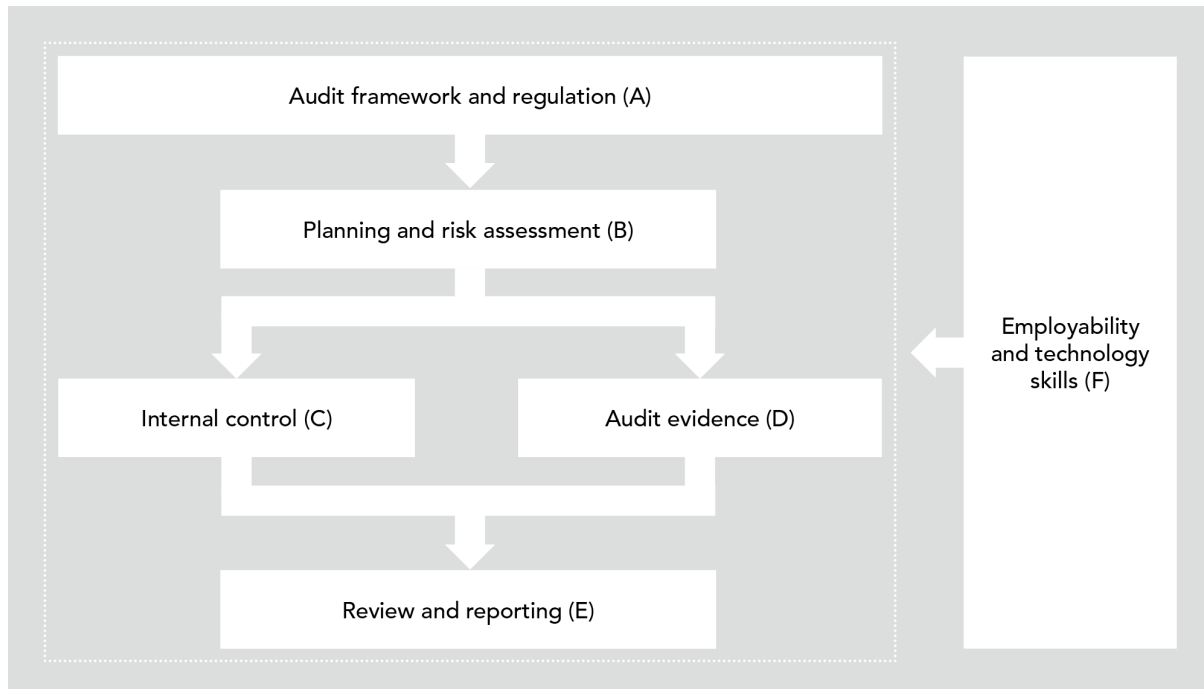 Audit framework and regulation (A)
Planning and risk assessment (B)
Internal control (C)
Audit evidence (D)
Review and reporting (E)
Employability
and technology
skills (F)